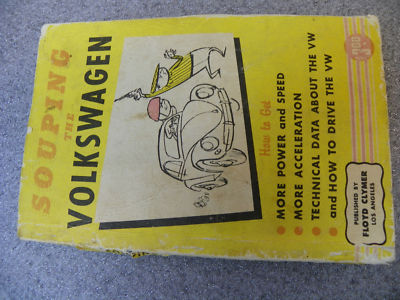 SOUPING
THE
VOLKSWAGEN
How to Get
• MORE POWER and SPEED
• MORE ACCELERATION
• TECHNICAL DATA ABOUT THE VW
• and HOW TO DRIVE THE VW
PUBLISHED BY
FLOYD CLYMER
LOS ANGELES